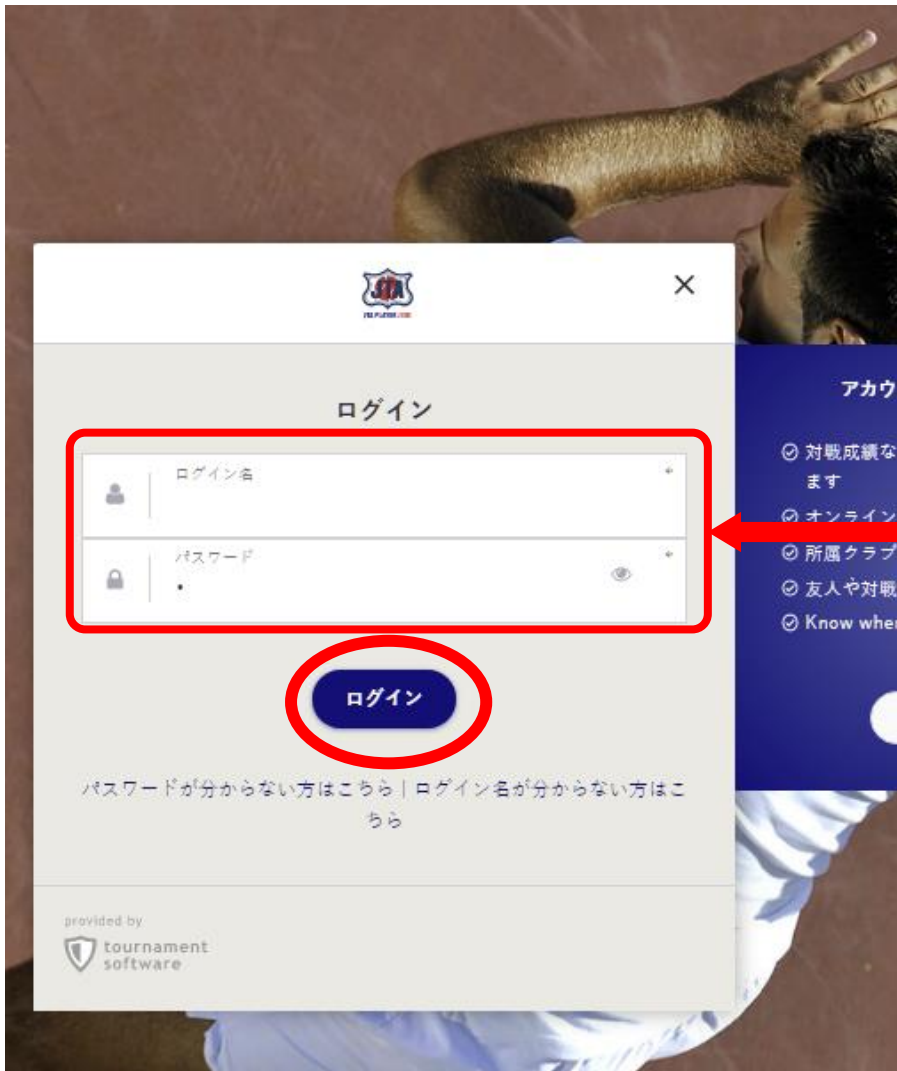 JTA
ログイン
ログイン名
パスワード
ログイン
パスワードが分からない方はこちら | ログイン名が分からない方はこ
ちら
provided by
tournament
software
アカウ
対戦成績な
ます
オンライン
所属クラブ
友人や対戦
Know whe